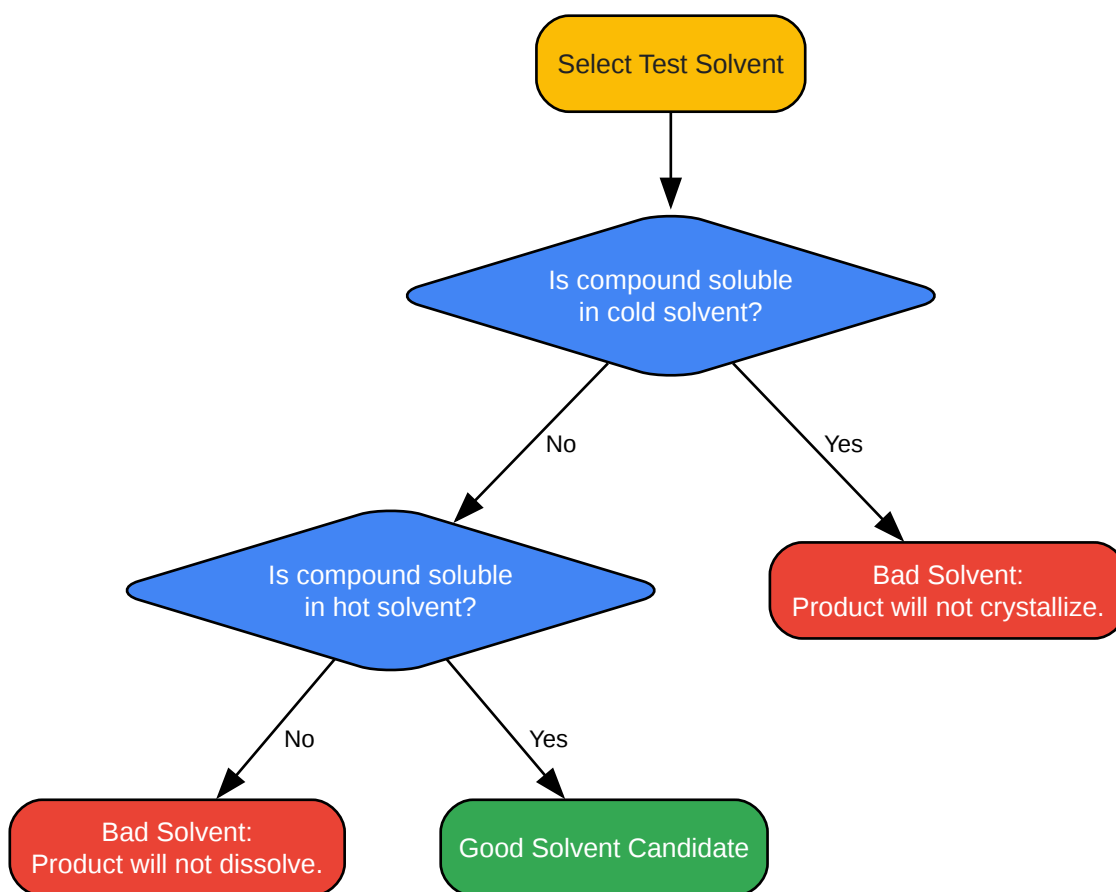 Select Test Solvent
Is compound soluble
in cold solvent?
No
Yes
Is compound soluble
in hot solvent?
Bad Solvent:
Product will not crystallize.
No
Yes
Bad Solvent:
Product will not dissolve.
Good Solvent Candidate